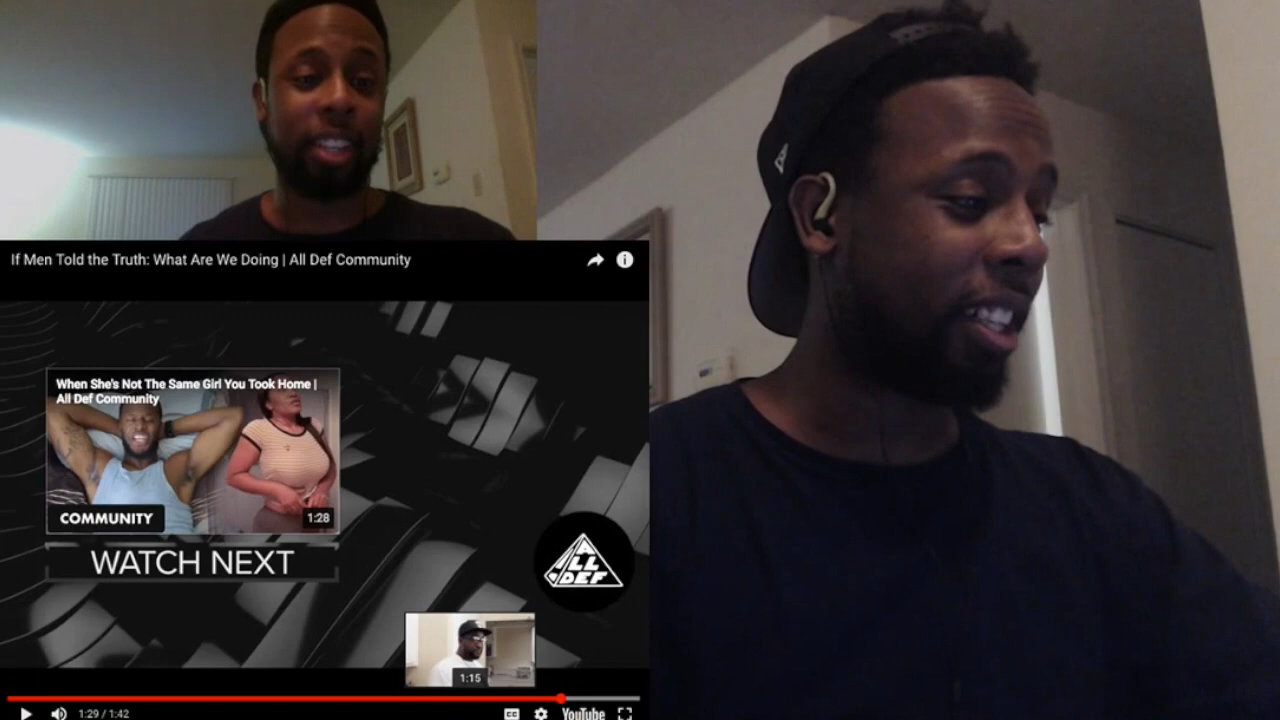 If Men Told the Truth: What Are We Doing | All Def Community
When She's Not The Same Girl You Took Home |
All Def Community
COMMUNITY
1:28
WATCH NEXT
ALL
DEF
1:15
1:29 / 1:42
CC
YouTube